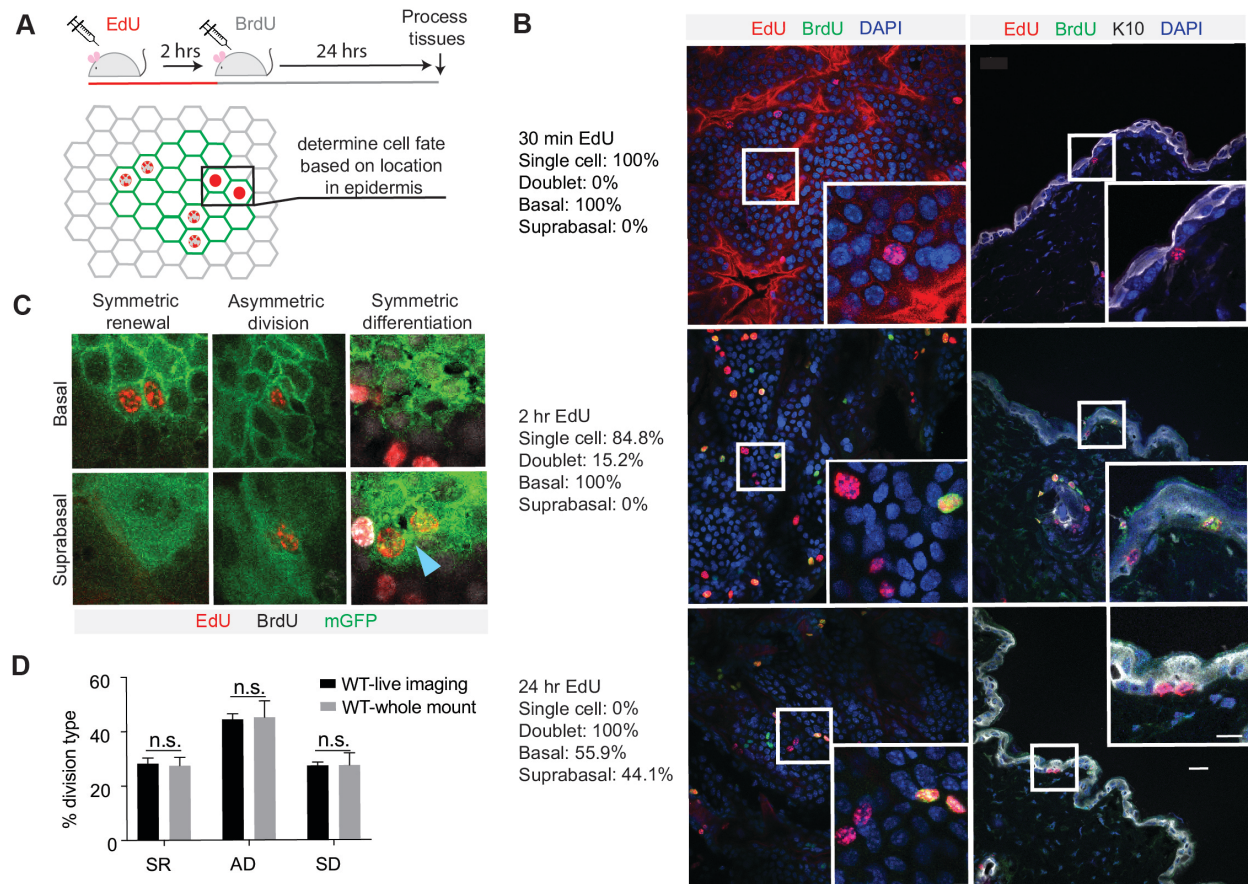 A
EdU
BrdU
Process
tissues
2 hrs
24 hrs
determine cell fate
based on location
in epidermis
B
EdU BrdU DAPI
EdU BrdU K10 DAPI
30 min EdU
Single cell: 100%
Doublet: 0%
Basal: 100%
Suprabasal: 0%
2 hr EdU
Single cell: 84.8%
Doublet: 15.2%
Basal: 100%
Suprabasal: 0%
24 hr EdU
Single cell: 0%
Doublet: 100%
Basal: 55.9%
Suprabasal: 44.1%
C
Symmetric
renewal
Asymmetric
division
Symmetric
differentiation
Basal
Suprabasal
EdU BrdU mGFP
D
% division type
60
40
20
0
n.s.
n.s.
n.s.
WT-live imaging
WT-whole mount
SR
AD
SD